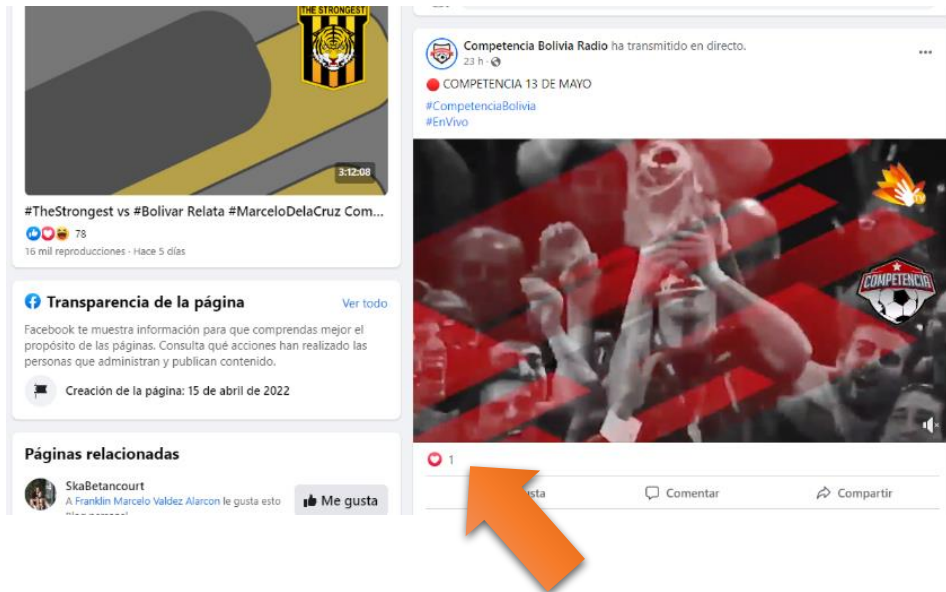 THE STRONGEST
3:12:08
#TheStrongest vs #Bolivar Relata #MarceloDelaCruz Com...
78
16 mil reproducciones · Hace 5 días
Transparencia de la página
Ver todo
Facebook te muestra información para que comprendas mejor el
propósito de las páginas. Consulta qué acciones han realizado las
personas que administran y publican contenido.
Creación de la página: 15 de abril de 2022
Páginas relacionadas
SkaBetancourt
A Franklin Marcelo Valdez Alarcon le gusta esto
Me gusta
Competencia Bolivia Radio ha transmitido en directo.
23 h ·
COMPETENCIA 13 DE MAYO
#CompetenciaBolivia
#EnVivo
TV
COMPETENCIA
1
usta
Comentar
Compartir